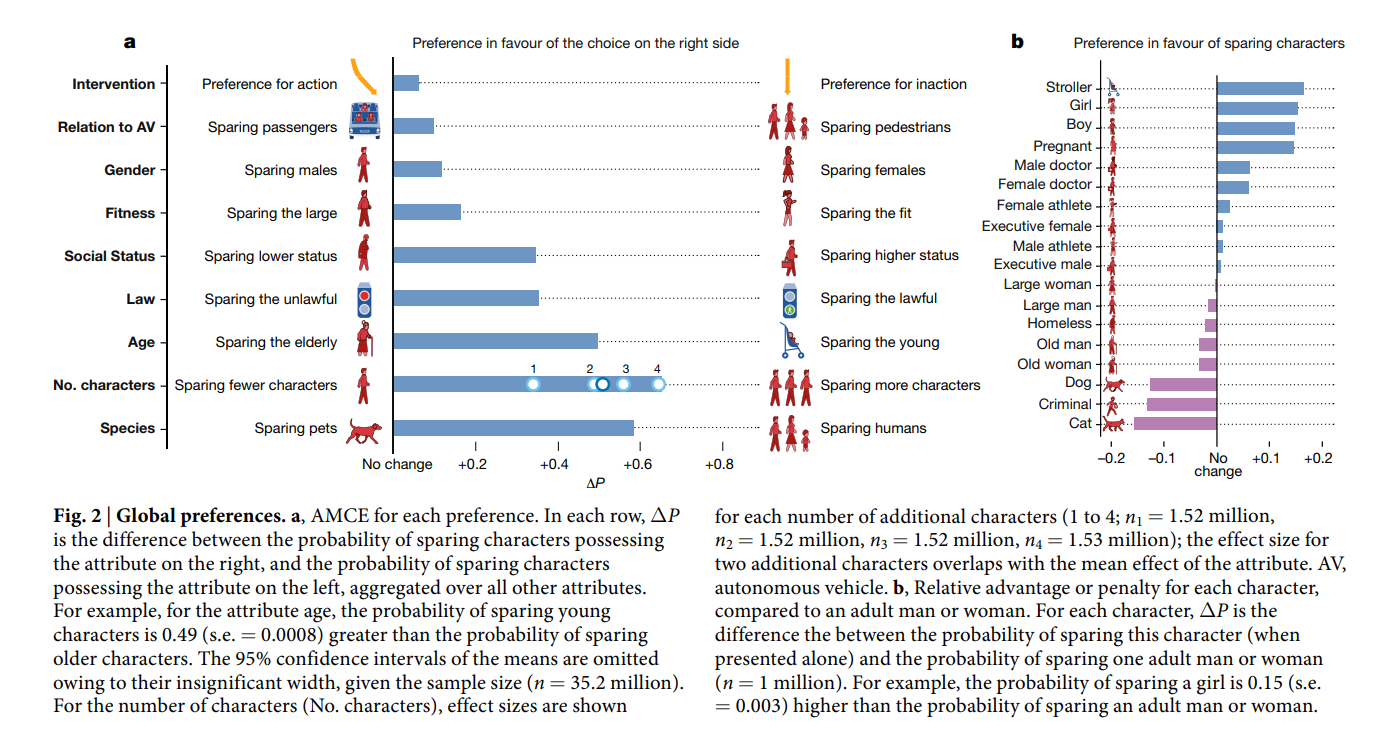 a
Preference in favour of the choice on the right side
Intervention Preference for action Preference for inaction
Relation to AV Sparing passengers Sparing pedestrians
Gender Sparing males Sparing females
Fitness Sparing the large Sparing the fit
Social Status Sparing lower status Sparing higher status
Law Sparing the unlawful Sparing the lawful
Age Sparing the elderly Sparing the young
1 2 3 4
No. characters Sparing fewer characters Sparing more characters
Species Sparing pets Sparing humans
No change +0.2 +0.4 +0.6 +0.8
ΔP
b
Preference in favour of sparing characters
Stroller
Girl
Boy
Pregnant
Male doctor
Female doctor
Female athlete
Executive female
Male athlete
Executive male
Large woman
Large man
Homeless
Old man
Old woman
Dog
Criminal
Cat
–0.2 –0.1 No +0.1 +0.2
change
Fig. 2 | Global preferences. a, AMCE for each preference. In each row, ΔP
is the difference between the probability of sparing characters possessing
the attribute on the right, and the probability of sparing characters
possessing the attribute on the left, aggregated over all other attributes.
For example, for the attribute age, the probability of sparing young
characters is 0.49 (s.e. = 0.0008) greater than the probability of sparing
older characters. The 95% confidence intervals of the means are omitted
owing to their insignificant width, given the sample size (n = 35.2 million).
For the number of characters (No. characters), effect sizes are shown
for each number of additional characters (1 to 4; n₁ = 1.52 million,
n₂ = 1.52 million, n₃ = 1.52 million, n₄ = 1.53 million); the effect size for
two additional characters overlaps with the mean effect of the attribute. AV,
autonomous vehicle. b, Relative advantage or penalty for each character,
compared to an adult man or woman. For each character, ΔP is the
difference the between the probability of sparing this character (when
presented alone) and the probability of sparing one adult man or woman
(n = 1 million). For example, the probability of sparing a girl is 0.15 (s.e.
= 0.003) higher than the probability of sparing an adult man or woman.